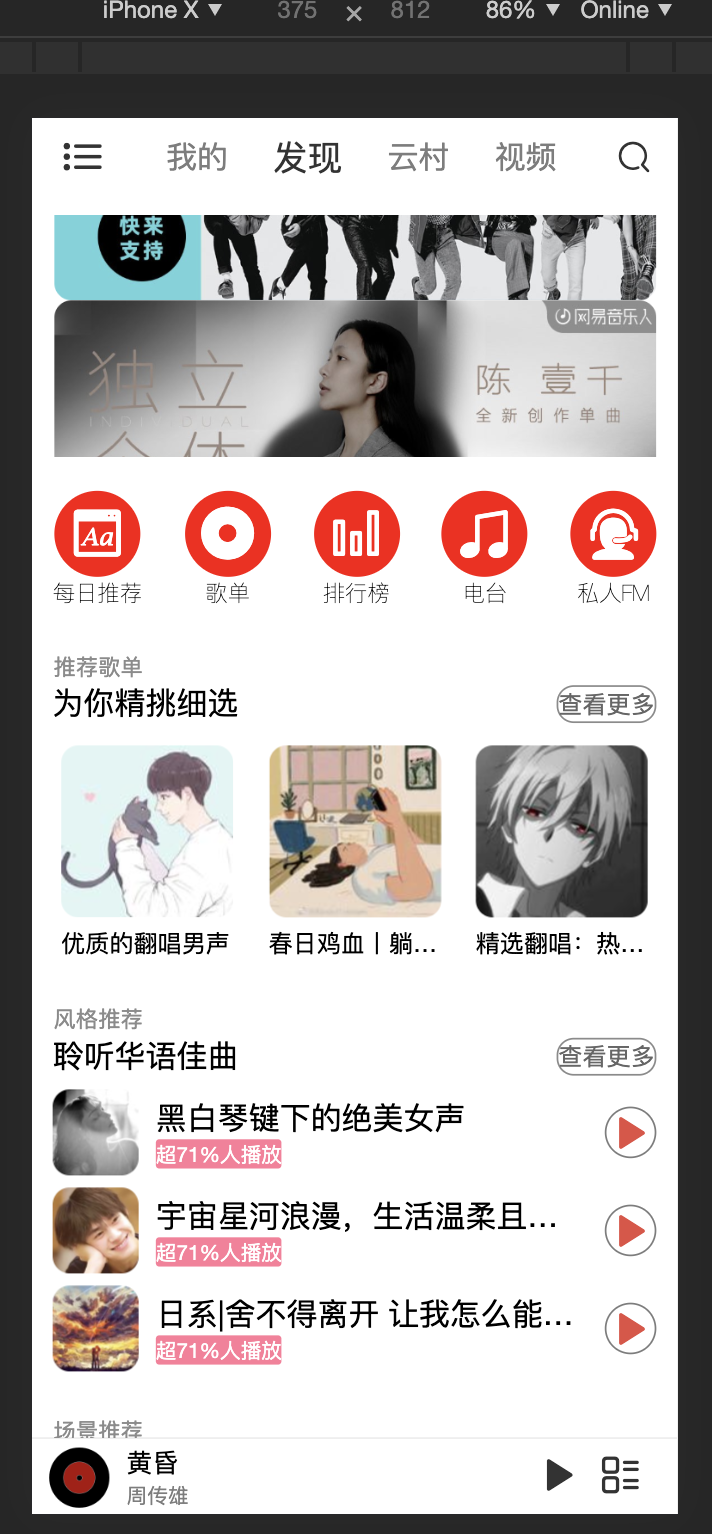 iPhone X ▼ 375 × 812 86% ▼ Online ▼
我的 发现 云村 视频
快来
支持
网易音乐人
独立
INDIVIDUAL
个体
陈壹千
全新创作单曲
Aa
每日推荐 歌单 排行榜 电台 私人FM
推荐歌单
为你精挑细选 查看更多
优质的翻唱男声 春日鸡血丨躺... 精选翻唱：热...
风格推荐
聆听华语佳曲 查看更多
黑白琴键下的绝美女声
超71%人播放
宇宙星河浪漫，生活温柔且...
超71%人播放
日系|舍不得离开 让我怎么能...
超71%人播放
场景推荐
黄昏
周传雄